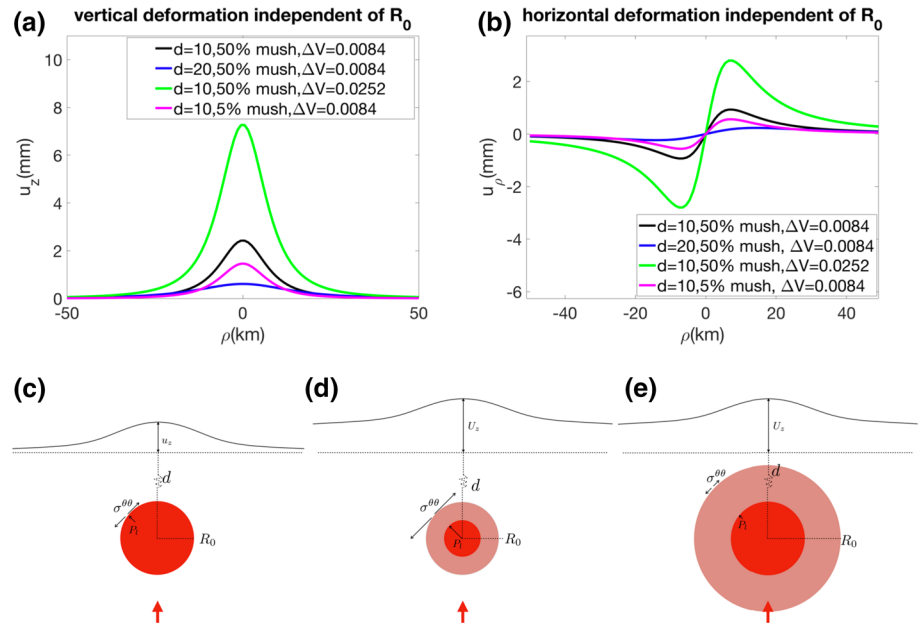 (a) vertical deformation independent of R0
d=10,50% mush,ΔV=0.0084
d=20,50% mush,ΔV=0.0084
d=10,50% mush,ΔV=0.0252
d=10,5% mush,ΔV=0.0084
10
8
6
4
2
0
uz(mm)
-50
0
50
ρ(km)
(b) horizontal deformation independent of R0
2
0
-2
-4
-6
uρ(mm)
d=10,50% mush,ΔV=0.0084
d=20,50% mush, ΔV=0.0084
d=10,50% mush,ΔV=0.0252
d=10,5% mush, ΔV=0.0084
-40
-20
0
20
40
ρ(km)
(c)
uz
d
σθθ
Pl
R0
(d)
Uz
d
σθθ
Pl
R0
(e)
Uz
d
σθθ
Pl
R0